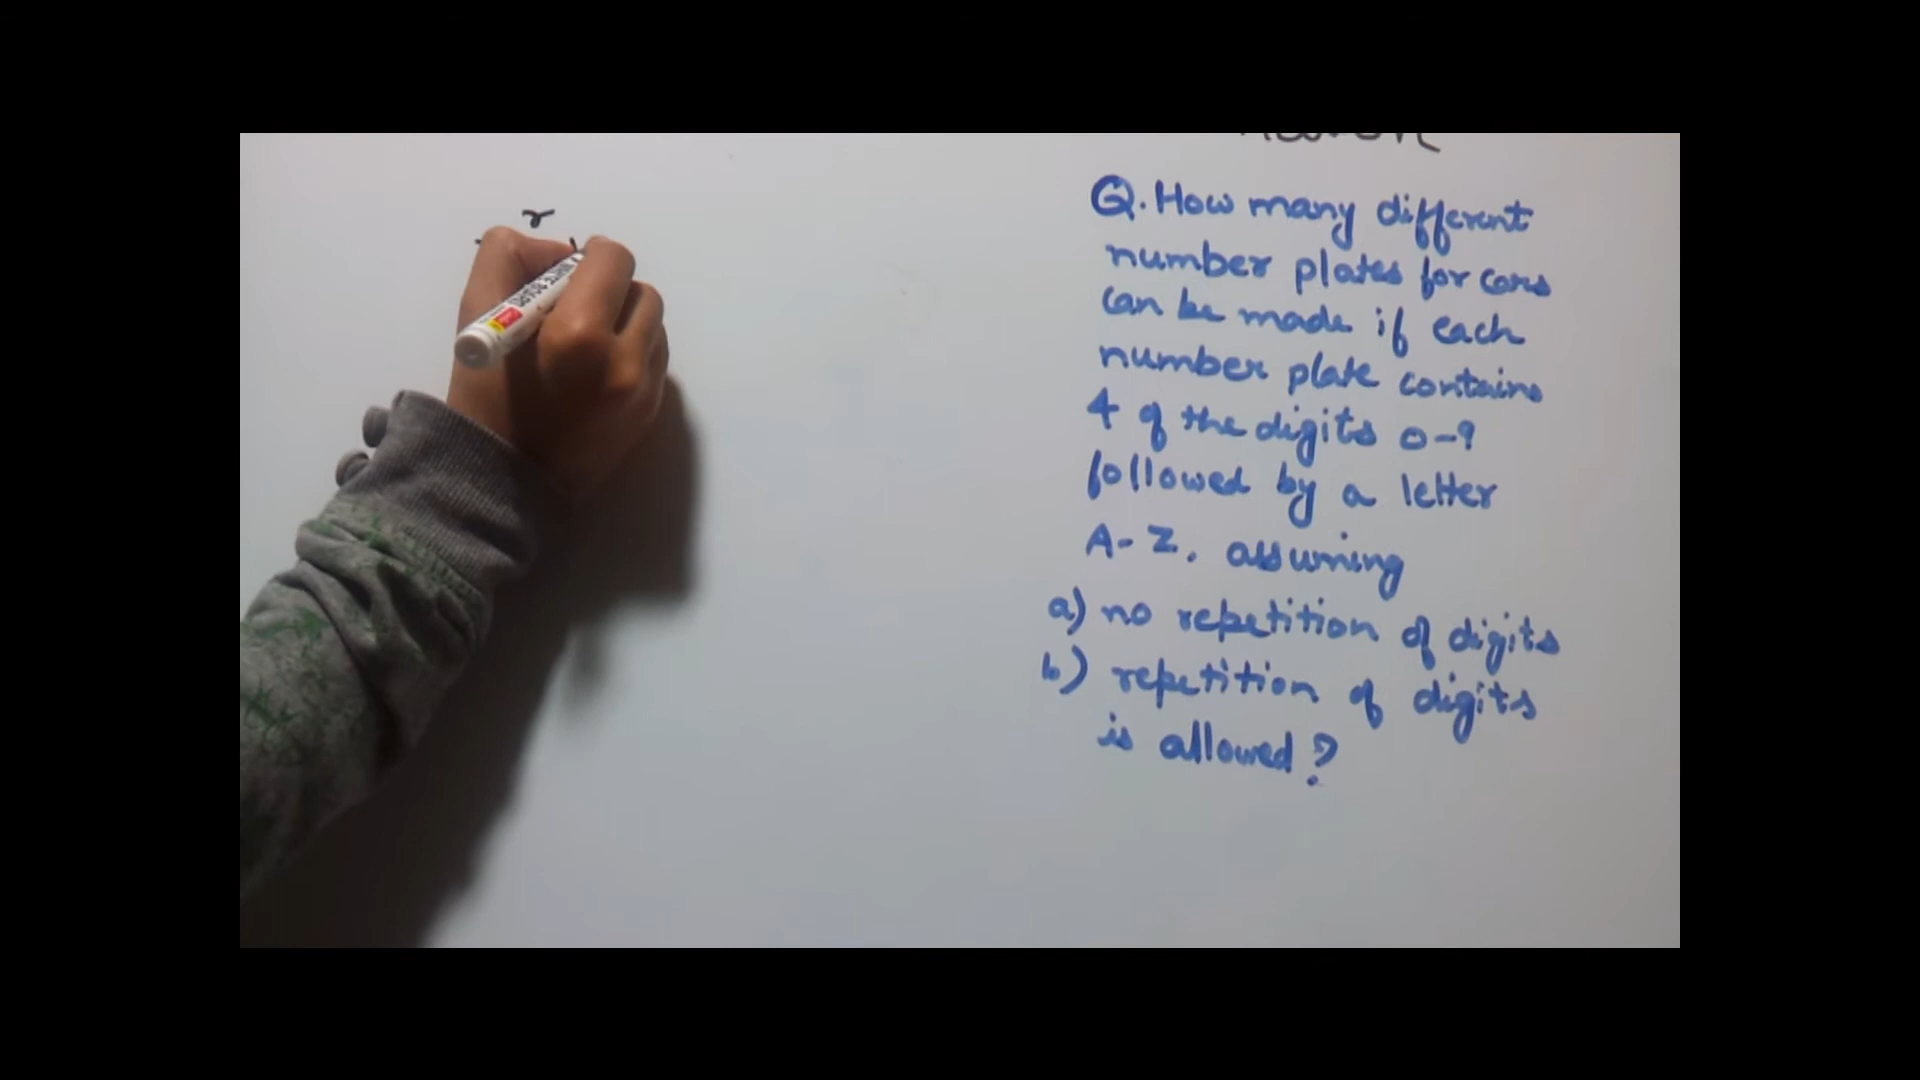 Q. How many different
number plates for cars
can be made if each
number plate contains
4 of the digits 0-9
followed by a letter
A-Z. assuming
a) no repetition of digits
b) repetition of digits
is allowed?